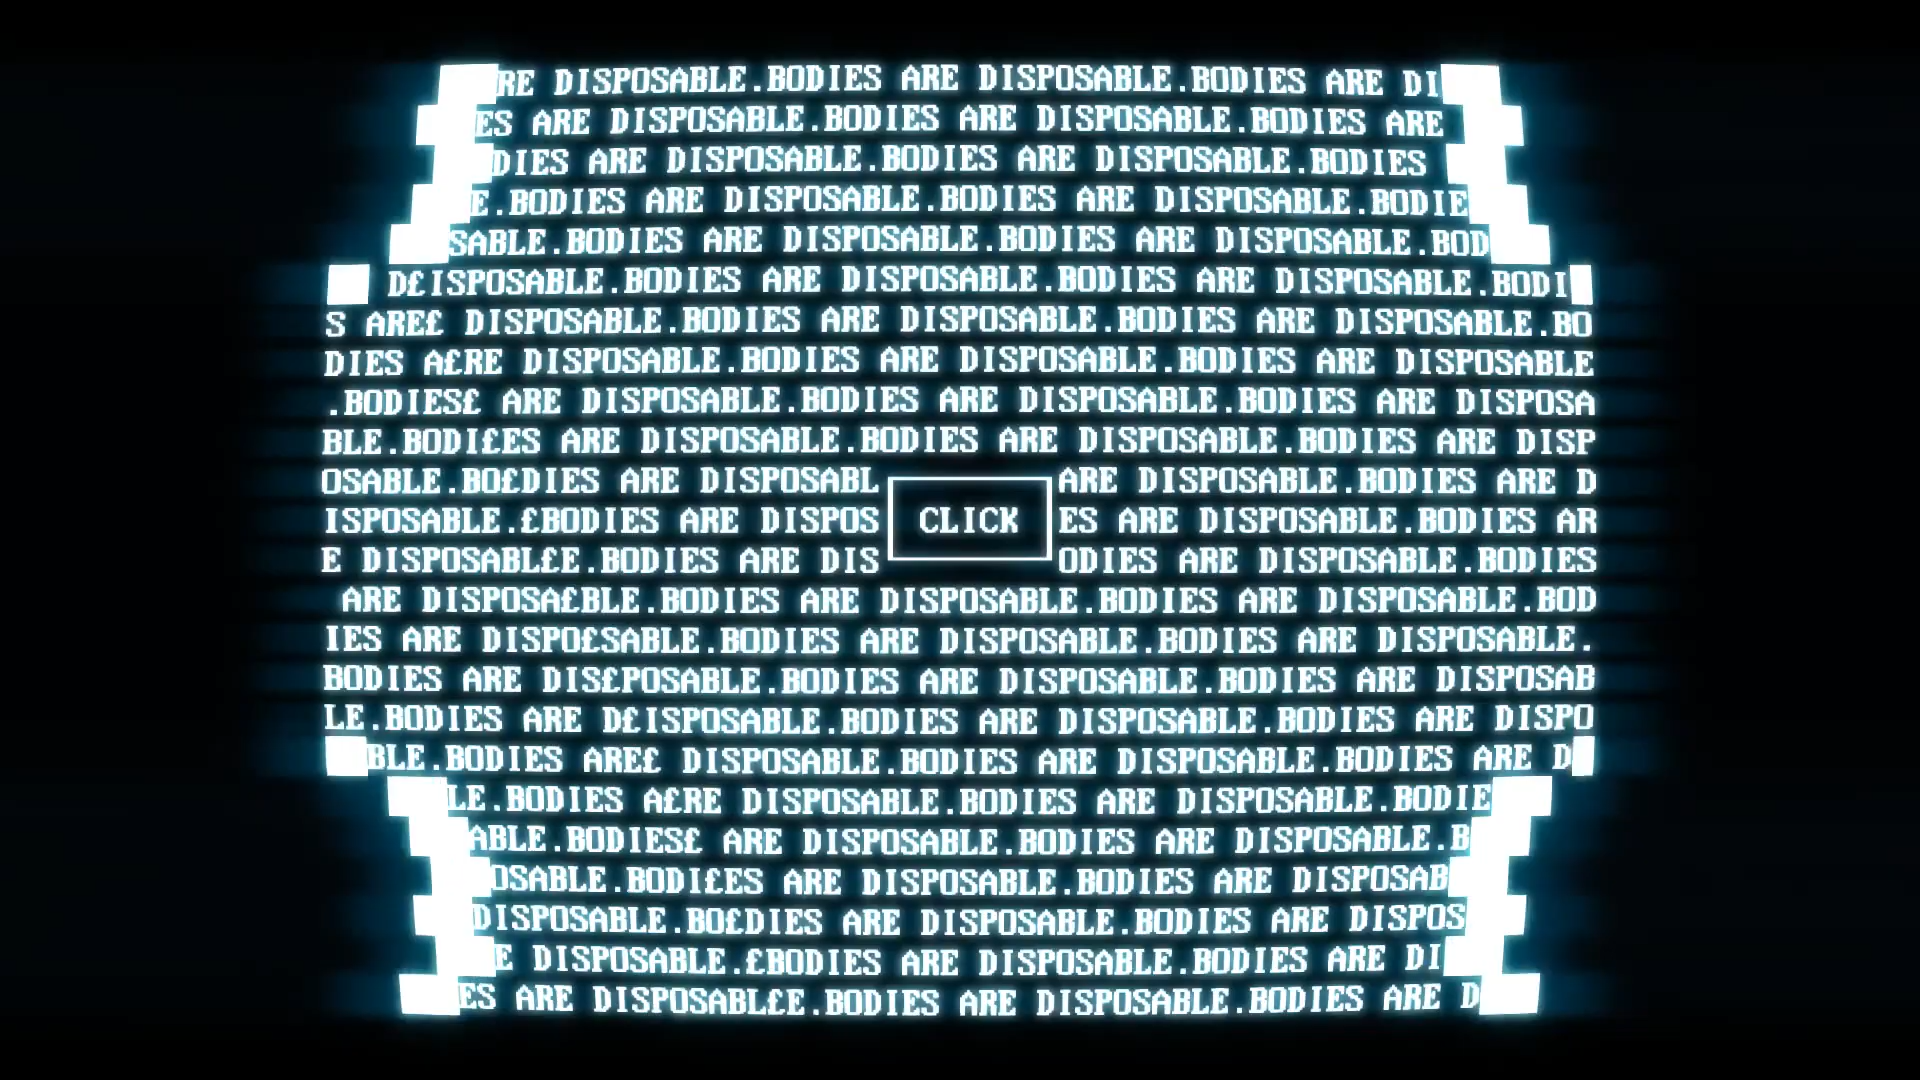 RE DISPOSABLE.BODIES ARE DISPOSABLE.BODIES ARE DI
ES ARE DISPOSABLE.BODIES ARE DISPOSABLE.BODIES ARE
DIES ARE DISPOSABLE.BODIES ARE DISPOSABLE.BODIES
E.BODIES ARE DISPOSABLE.BODIES ARE DISPOSABLE.BODIE
SABLE.BODIES ARE DISPOSABLE.BODIES ARE DISPOSABLE.BOD
D£ISPOSABLE.BODIES ARE DISPOSABLE.BODIES ARE DISPOSABLE.BODI
S ARE£ DISPOSABLE.BODIES ARE DISPOSABLE.BODIES ARE DISPOSABLE.BO
DIES A£RE DISPOSABLE.BODIES ARE DISPOSABLE.BODIES ARE DISPOSABLE
.BODIES£ ARE DISPOSABLE.BODIES ARE DISPOSABLE.BODIES ARE DISPOSA
BLE.BODI£ES ARE DISPOSABLE.BODIES ARE DISPOSABLE.BODIES ARE DISP
OSABLE.BO£DIES ARE DISPOSABL ARE DISPOSABLE.BODIES ARE D
ISPOSABLE.£BODIES ARE DISPOS CLICK ES ARE DISPOSABLE.BODIES AR
E DISPOSABL£E.BODIES ARE DIS ODIES ARE DISPOSABLE.BODIES
ARE DISPOSA£BLE.BODIES ARE DISPOSABLE.BODIES ARE DISPOSABLE.BOD
IES ARE DISPO£SABLE.BODIES ARE DISPOSABLE.BODIES ARE DISPOSABLE.
BODIES ARE DIS£POSABLE.BODIES ARE DISPOSABLE.BODIES ARE DISPOSAB
LE.BODIES ARE D£ISPOSABLE.BODIES ARE DISPOSABLE.BODIES ARE DISPO
BLE.BODIES ARE£ DISPOSABLE.BODIES ARE DISPOSABLE.BODIES ARE D
LE.BODIES A£RE DISPOSABLE.BODIES ARE DISPOSABLE.BODIE
ABLE.BODIES£ ARE DISPOSABLE.BODIES ARE DISPOSABLE.B
OSABLE.BODI£ES ARE DISPOSABLE.BODIES ARE DISPOSAB
DISPOSABLE.BO£DIES ARE DISPOSABLE.BODIES ARE DISPOS
E DISPOSABLE.£BODIES ARE DISPOSABLE.BODIES ARE DI
ES ARE DISPOSABL£E.BODIES ARE DISPOSABLE.BODIES ARE D